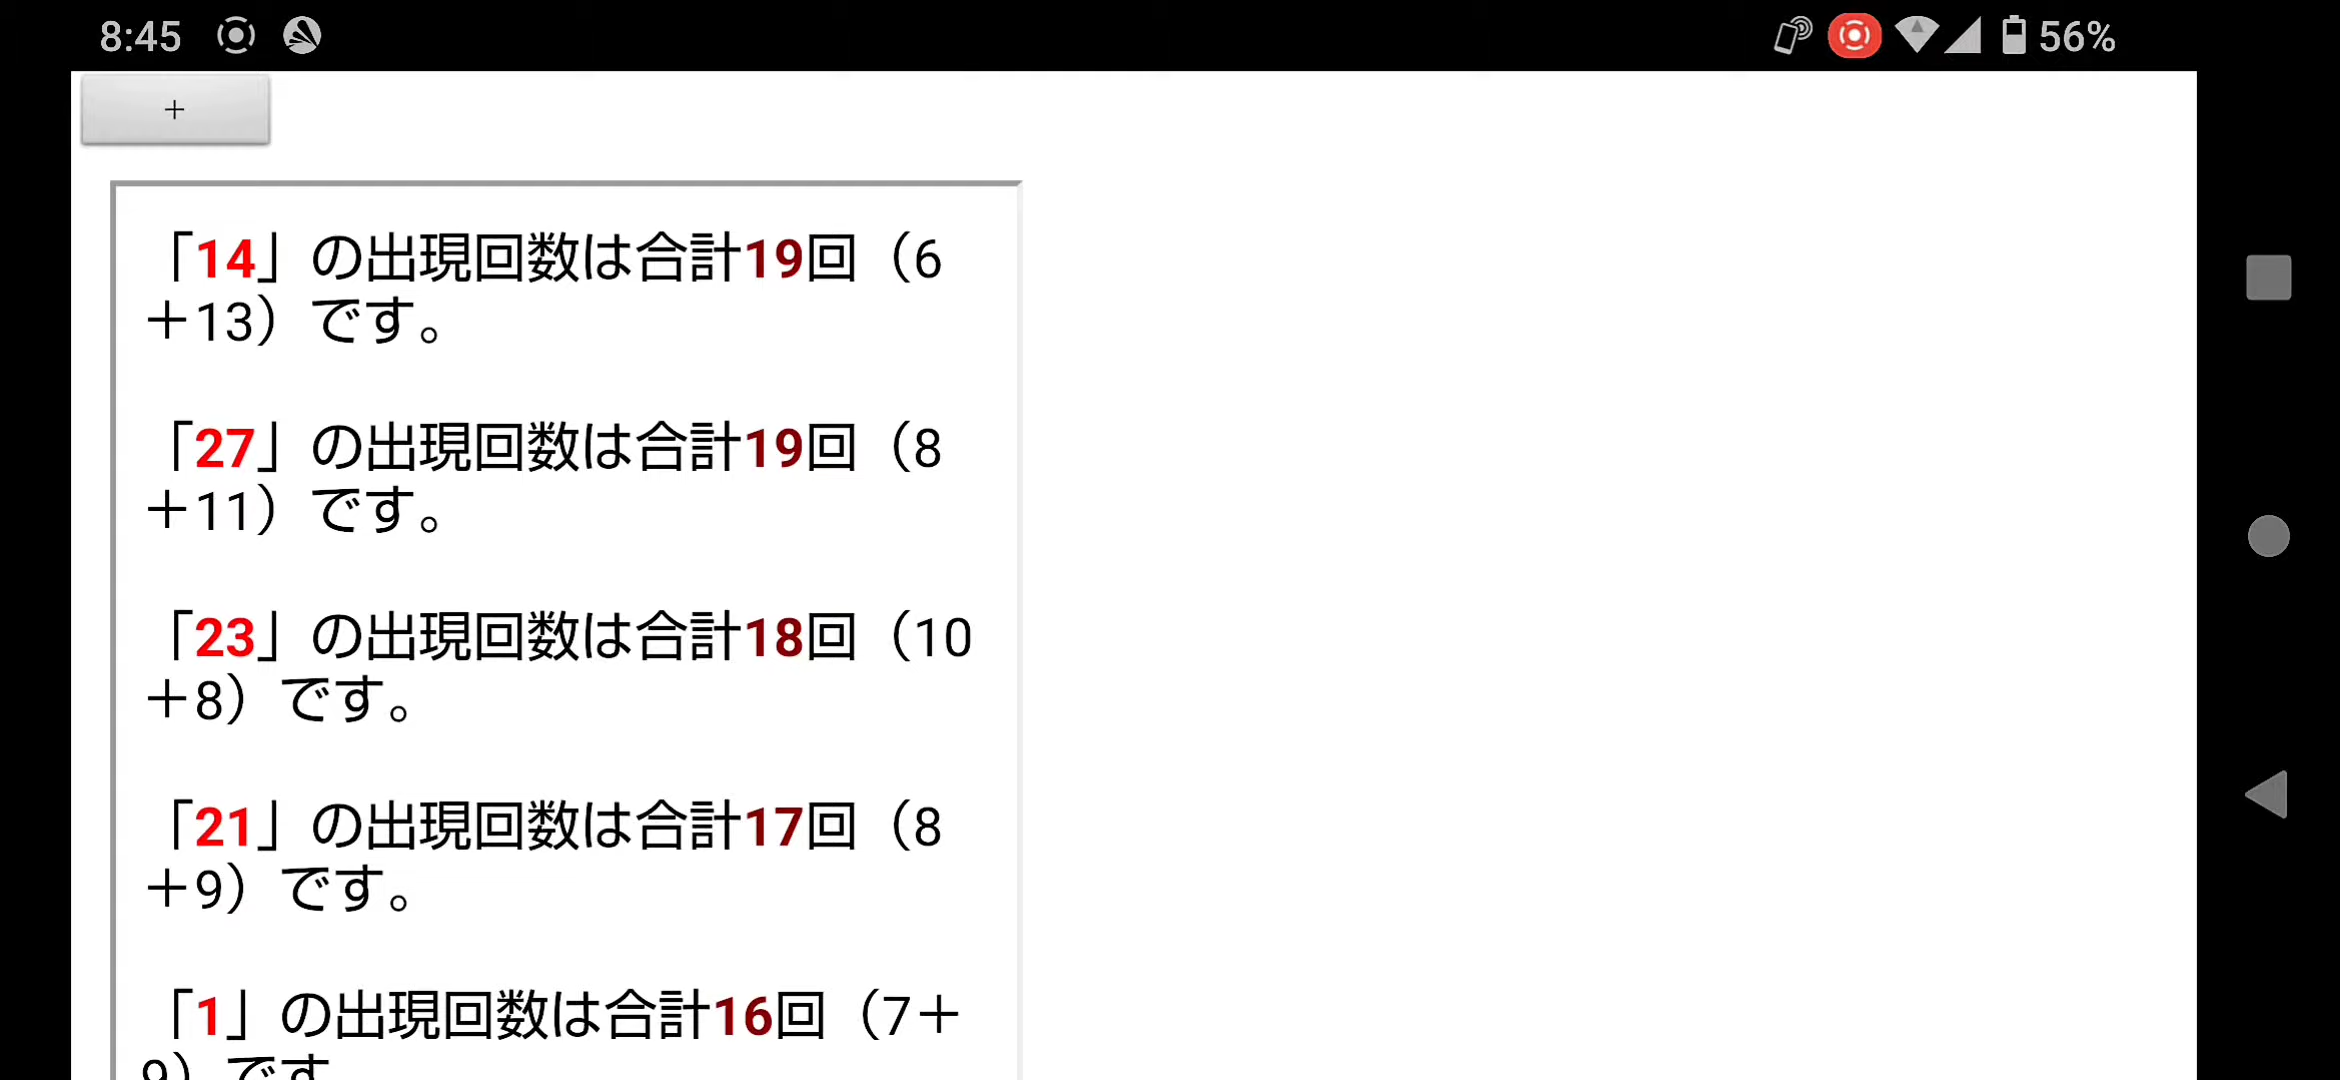 8:45 56%
+
「14」の出現回数は合計19回（6
＋13）です。
「27」の出現回数は合計19回（8
＋11）です。
「23」の出現回数は合計18回（10
＋8）です。
「21」の出現回数は合計17回（8
＋9）です。
「1」の出現回数は合計16回（7＋
9）です